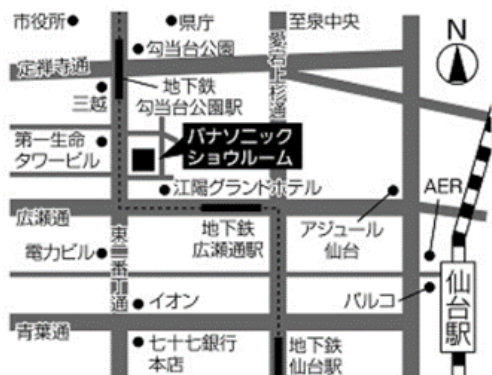 市役所
県庁
至泉中央
N
勾当台公園
定禅寺通
愛宕上杉通
地下鉄
勾当台公園駅
三越
第一生命
タワービル
パナソニック
ショウルーム
江陽グランドホテル
AER
広瀬通
地下鉄
広瀬通駅
アジュール
仙台
電力ビル
東二番丁通
仙台駅
イオン
パルコ
青葉通
七十七銀行
本店
地下鉄
仙台駅